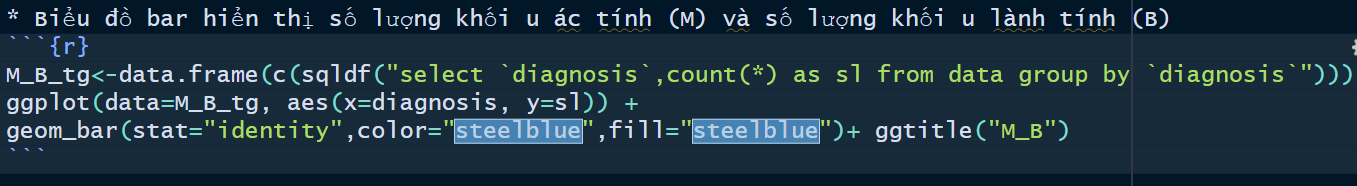 * Biểu đồ bar hiển thị số lượng khối u ác tính (M) và số lượng khối u lành tính (B)
```{r}
M_B_tg<-data.frame(c(sqldf("select `diagnosis`,count(*) as sl from data group by `diagnosis`")))
ggplot(data=M_B_tg, aes(x=diagnosis, y=sl)) +
geom_bar(stat="identity",color="steelblue",fill="steelblue")+ ggtitle("M_B")
```